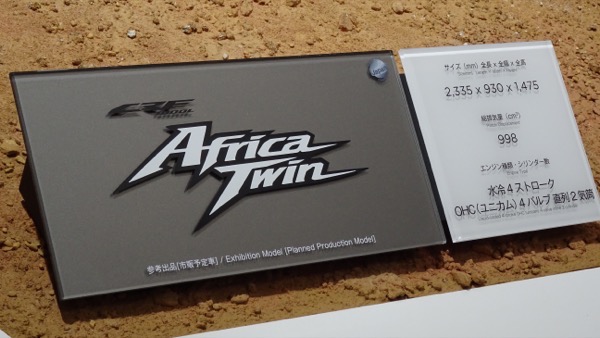 CRF
Africa
Twin
参考出品[市販予定車] / Exhibition Model [Planned Production Model]
サイズ (mm) 全長 x 全幅 x 全高
2,335 x 930 x 1,475
総排気量 (cm³)
998
エンジン種類・シリンダー数
水冷4ストローク
OHC(ユニカム)4バルブ 直列2気筒